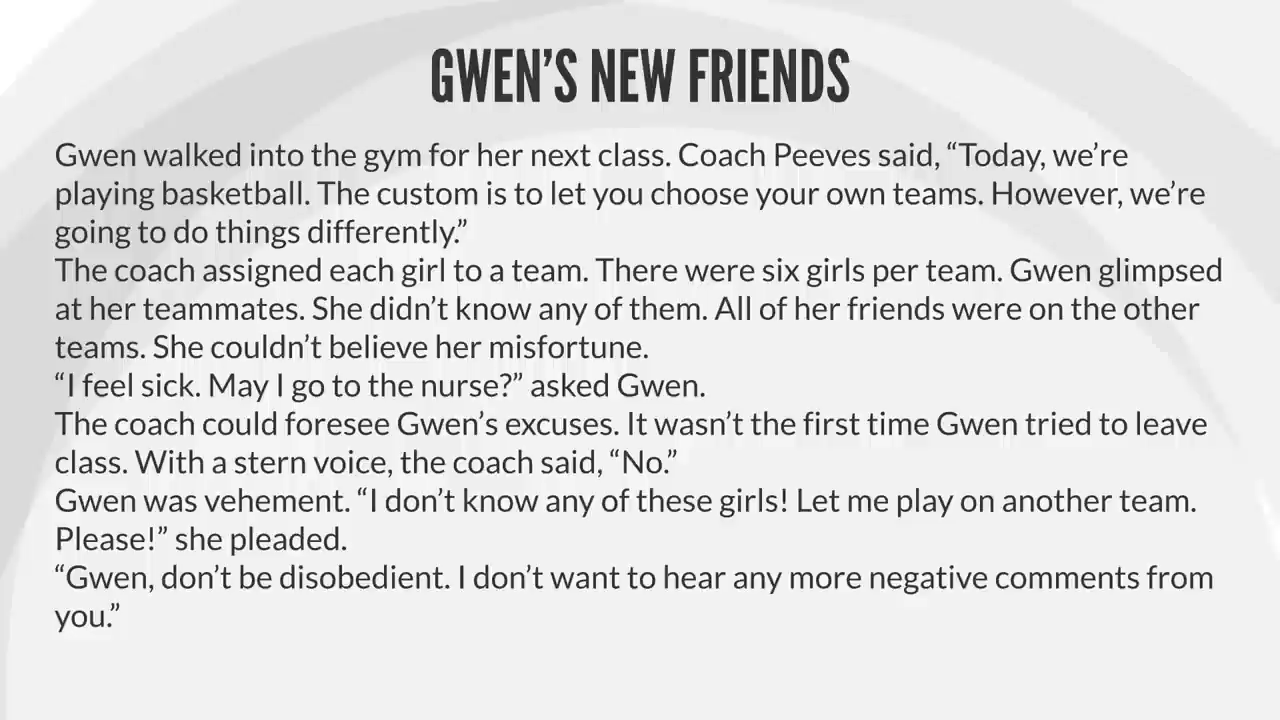 GWEN’S NEW FRIENDS
Gwen walked into the gym for her next class. Coach Peeves said, “Today, we’re
playing basketball. The custom is to let you choose your own teams. However, we’re
going to do things differently.”
The coach assigned each girl to a team. There were six girls per team. Gwen glimpsed
at her teammates. She didn’t know any of them. All of her friends were on the other
teams. She couldn’t believe her misfortune.
“I feel sick. May I go to the nurse?” asked Gwen.
The coach could foresee Gwen’s excuses. It wasn’t the first time Gwen tried to leave
class. With a stern voice, the coach said, “No.”
Gwen was vehement. “I don’t know any of these girls! Let me play on another team.
Please!” she pleaded.
“Gwen, don’t be disobedient. I don’t want to hear any more negative comments from
you.”